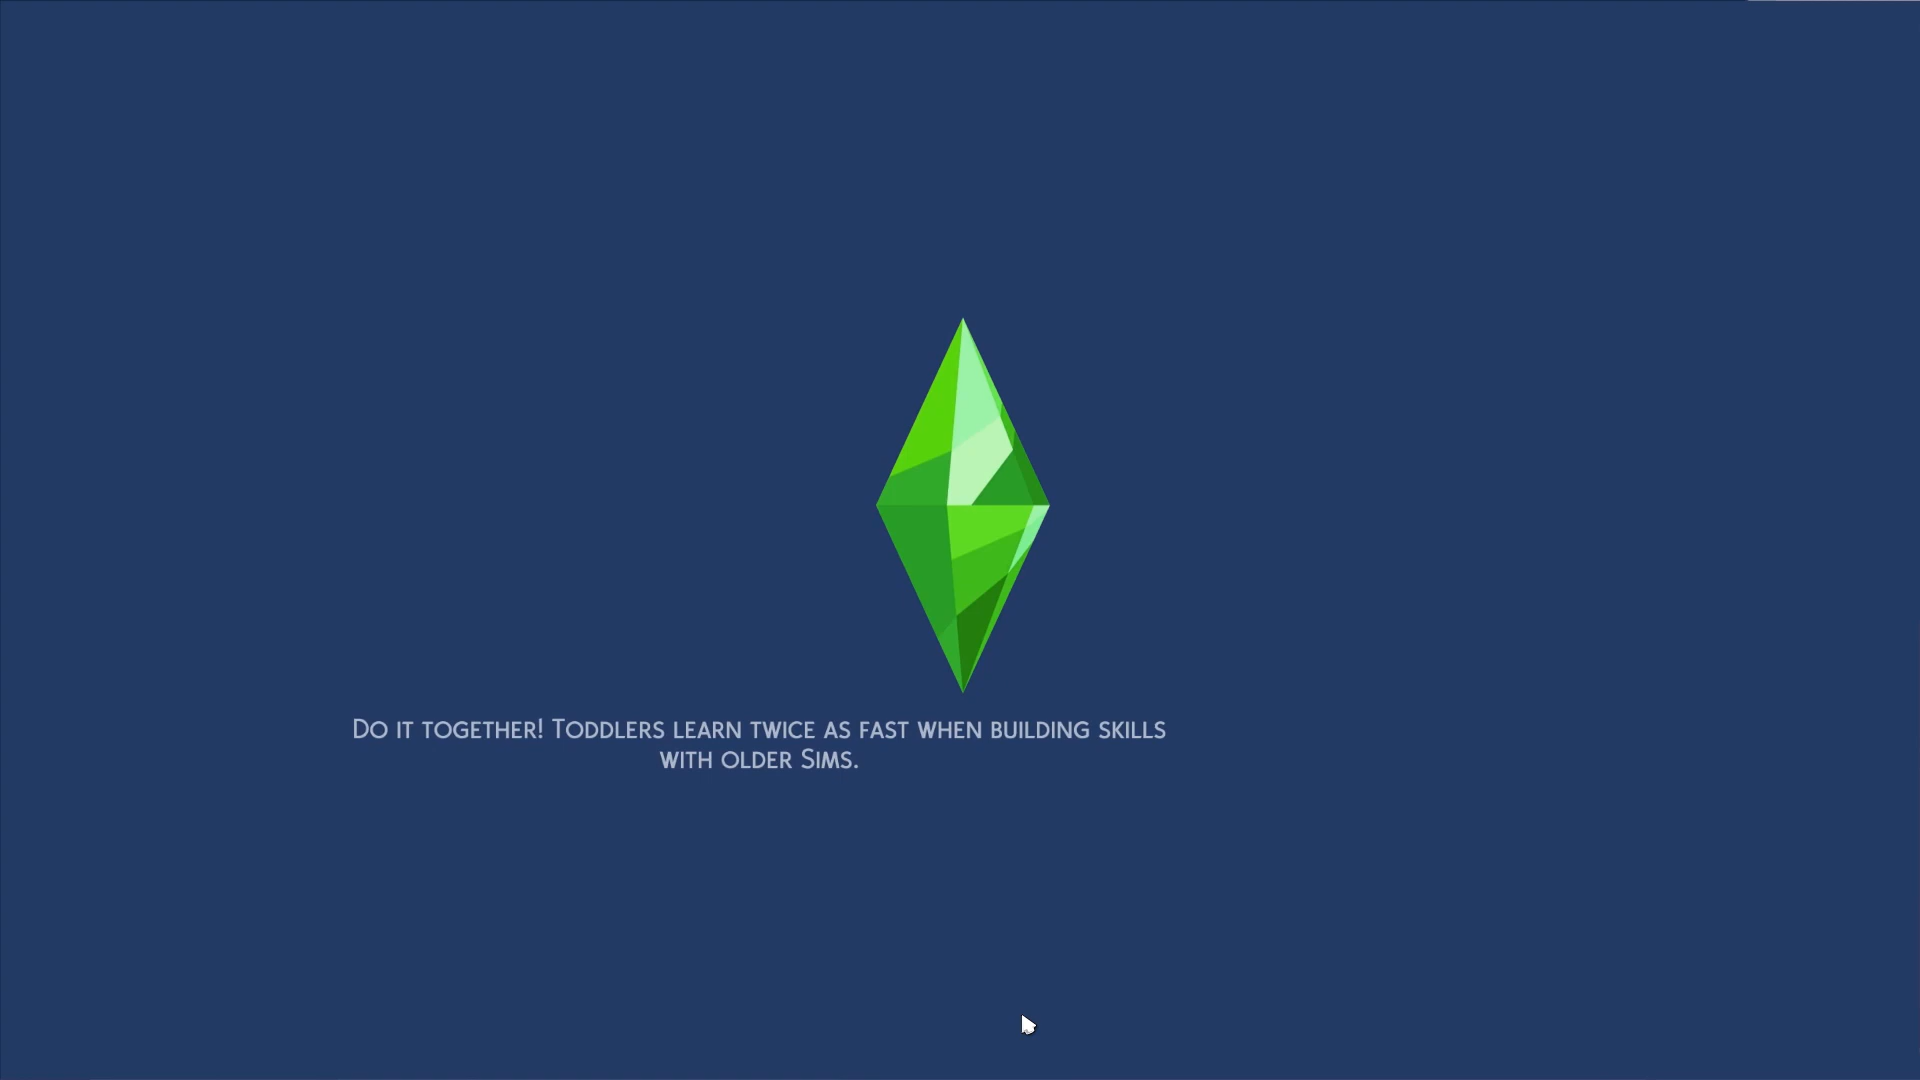 Do it together! Toddlers learn twice as fast when building skills
with older Sims.